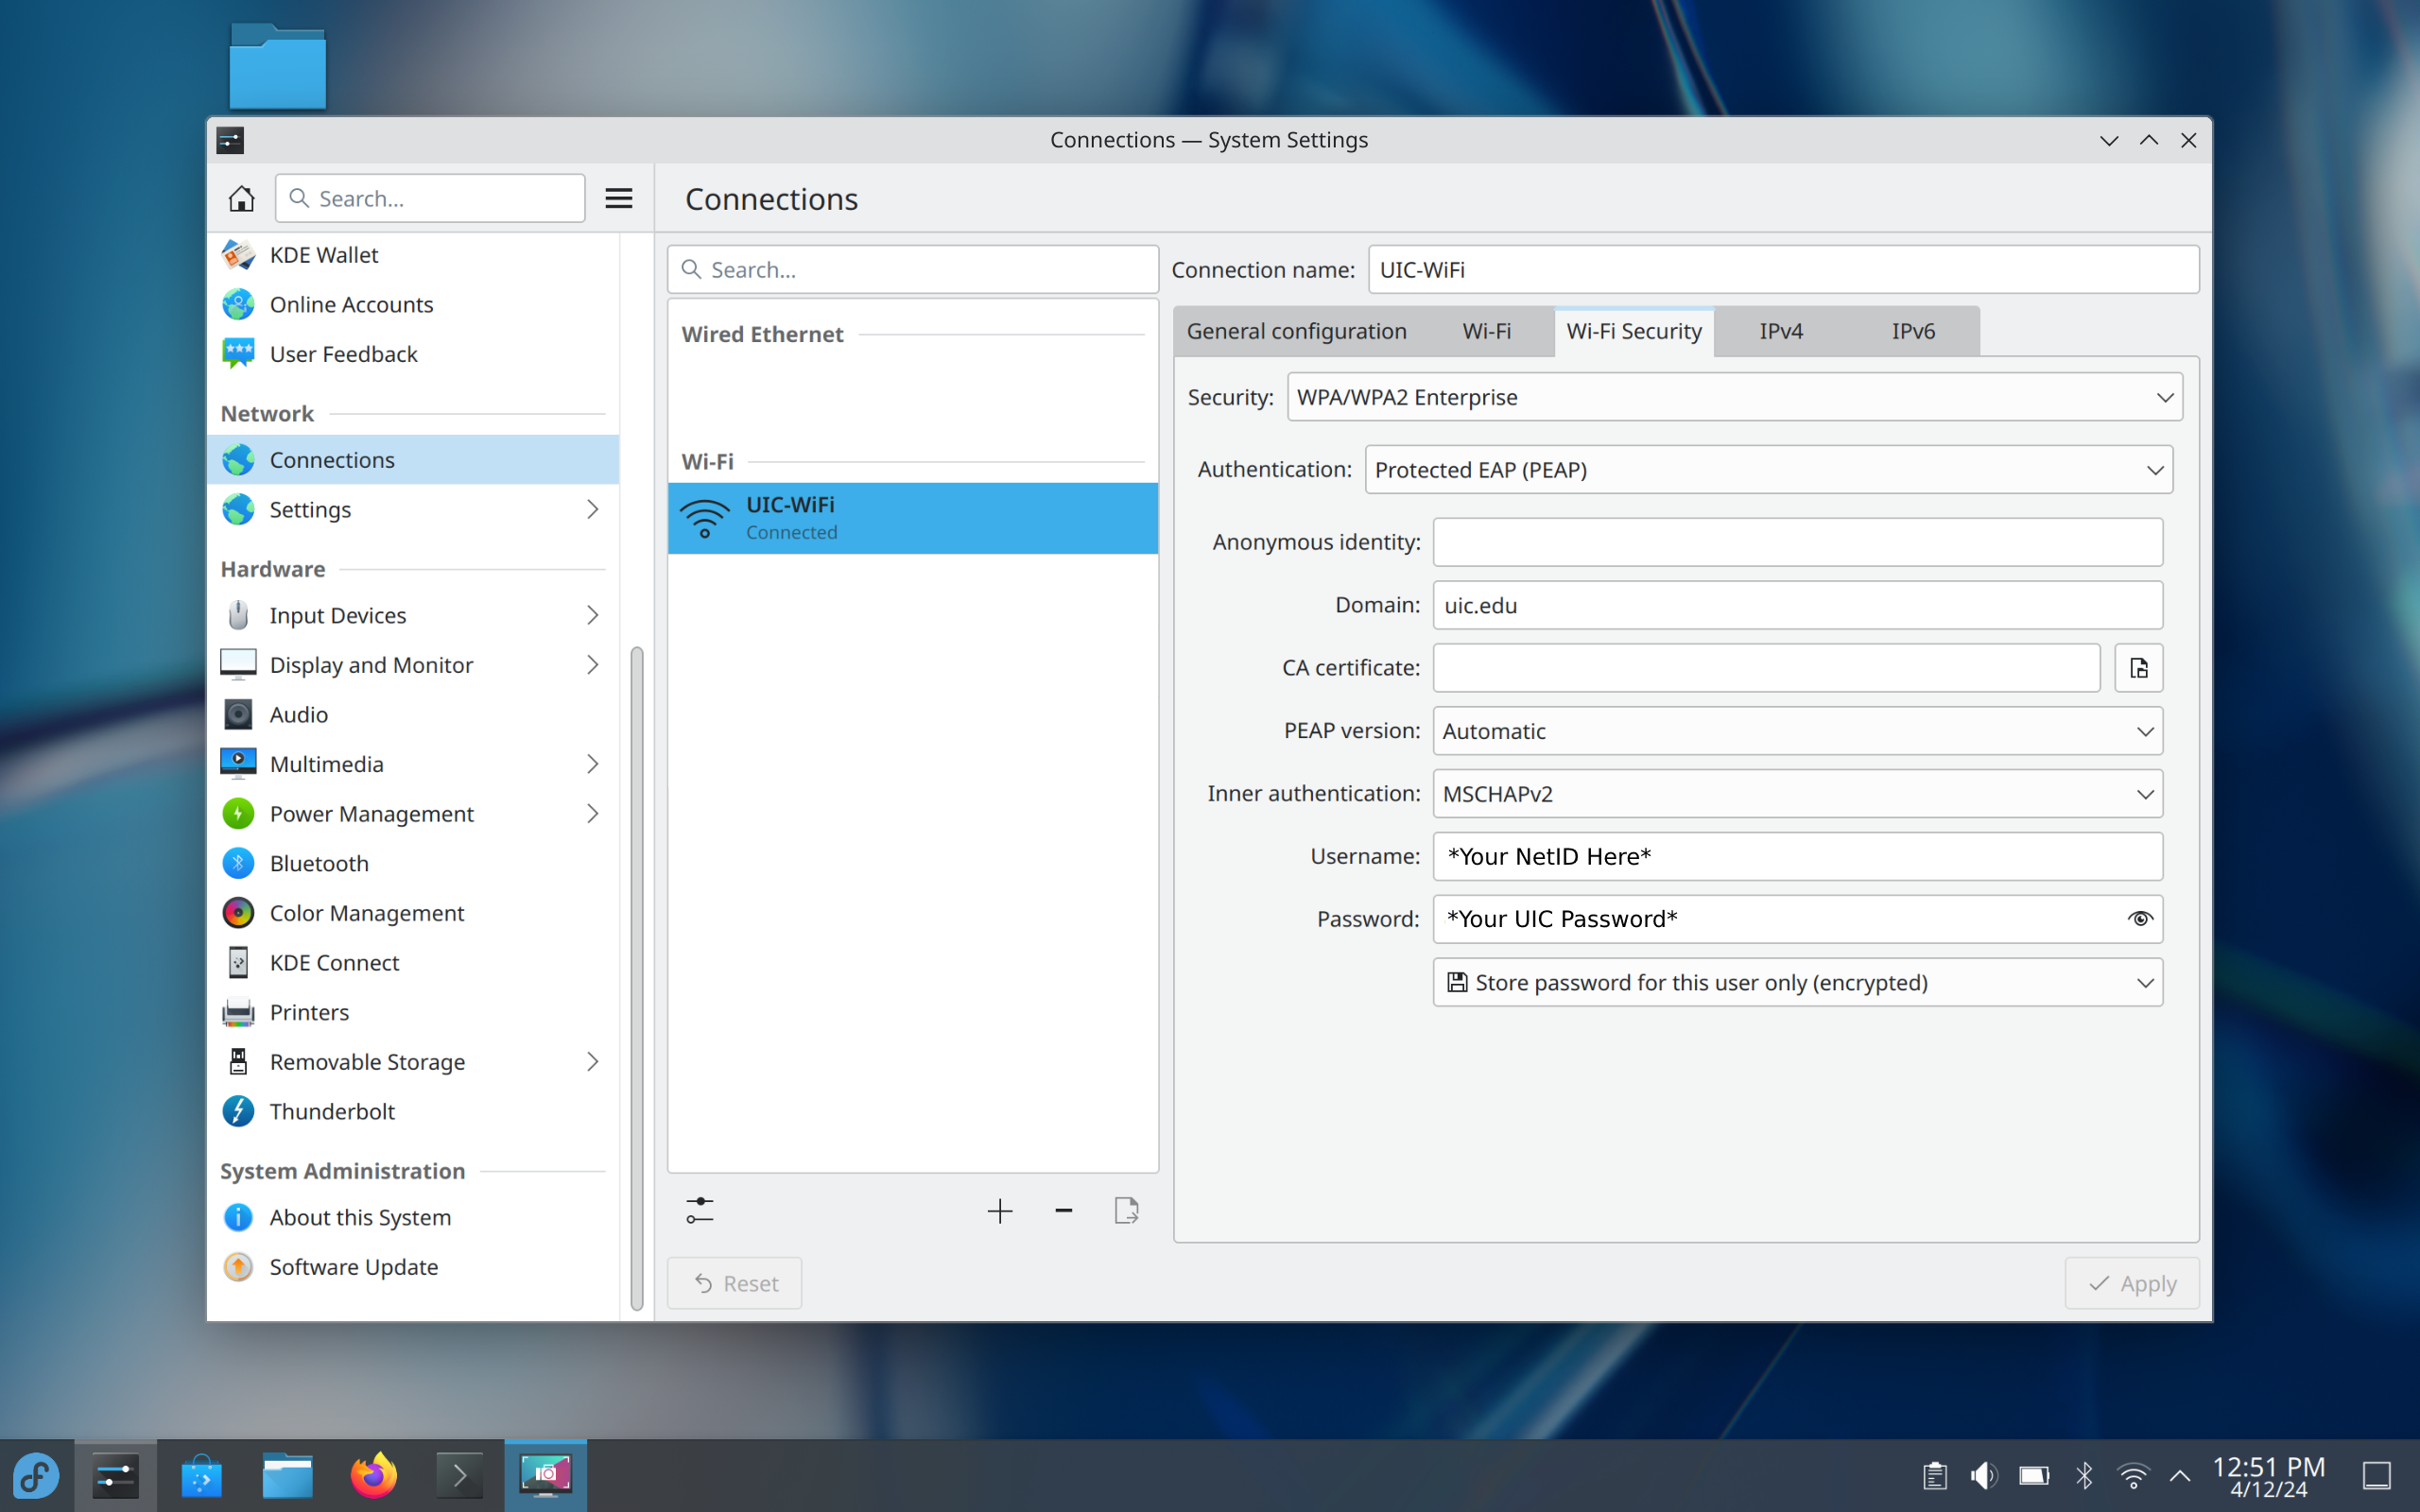 Connections — System Settings
Search...
Connections
KDE Wallet
Online Accounts
User Feedback
Network
Connections
Settings
Hardware
Input Devices
Display and Monitor
Audio
Multimedia
Power Management
Bluetooth
Color Management
KDE Connect
Printers
Removable Storage
Thunderbolt
System Administration
About this System
Software Update
Search...
Wired Ethernet
Wi-Fi
UIC-WiFi
Connected
Reset
Connection name: UIC-WiFi
General configuration Wi-Fi Wi-Fi Security IPv4 IPv6
Security: WPA/WPA2 Enterprise
Authentication: Protected EAP (PEAP)
Anonymous identity:
Domain: uic.edu
CA certificate:
PEAP version: Automatic
Inner authentication: MSCHAPv2
Username: *Your NetID Here*
Password: *Your UIC Password*
Store password for this user only (encrypted)
Apply
12:51 PM
4/12/24